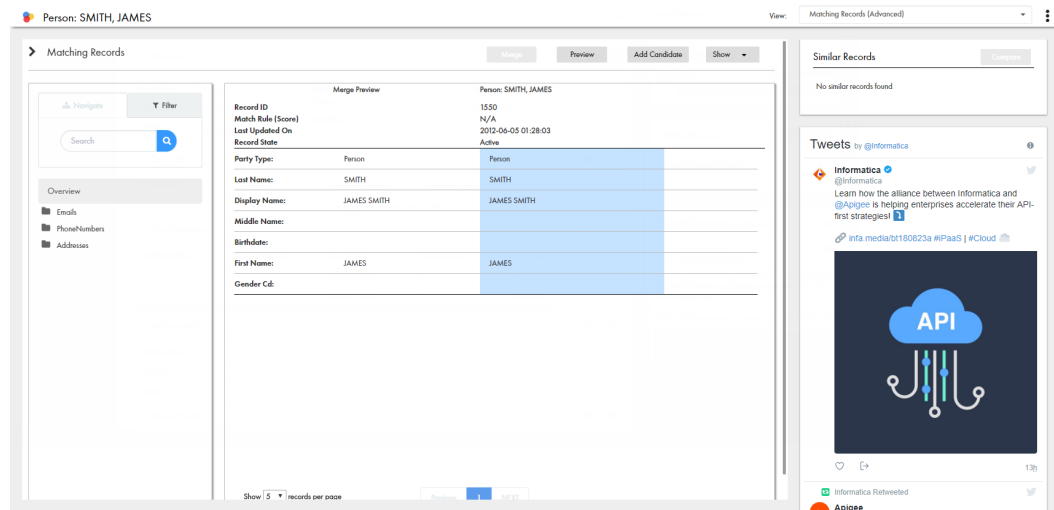 Person: SMITH, JAMES
View:
Matching Records (Advanced)
Matching Records
Merge
Preview
Add Candidate
Show
Navigate
Filter
Search
Overview
Emails
PhoneNumbers
Addresses
Merge Preview Person: SMITH, JAMES
Record ID 1550
Match Rule (Score) N/A
Last Updated On 2012-06-05 01:28:03
Record State Active
Party Type: Person Person
Last Name: SMITH SMITH
Display Name: JAMES SMITH JAMES SMITH
Middle Name:
Birthdate:
First Name: JAMES JAMES
Gender Cd:
Show 5 records per page
Previous 1 NEXT
Similar Records
Compare
No similar records found
Tweets by @Informatica
Informatica
@Informatica
Learn how the alliance between Informatica and
@Apigee is helping enterprises accelerate their API-
first strategies!
infa.media/bt180823a #iPaaS | #Cloud
API
13h
Informatica Retweeted
Apigee